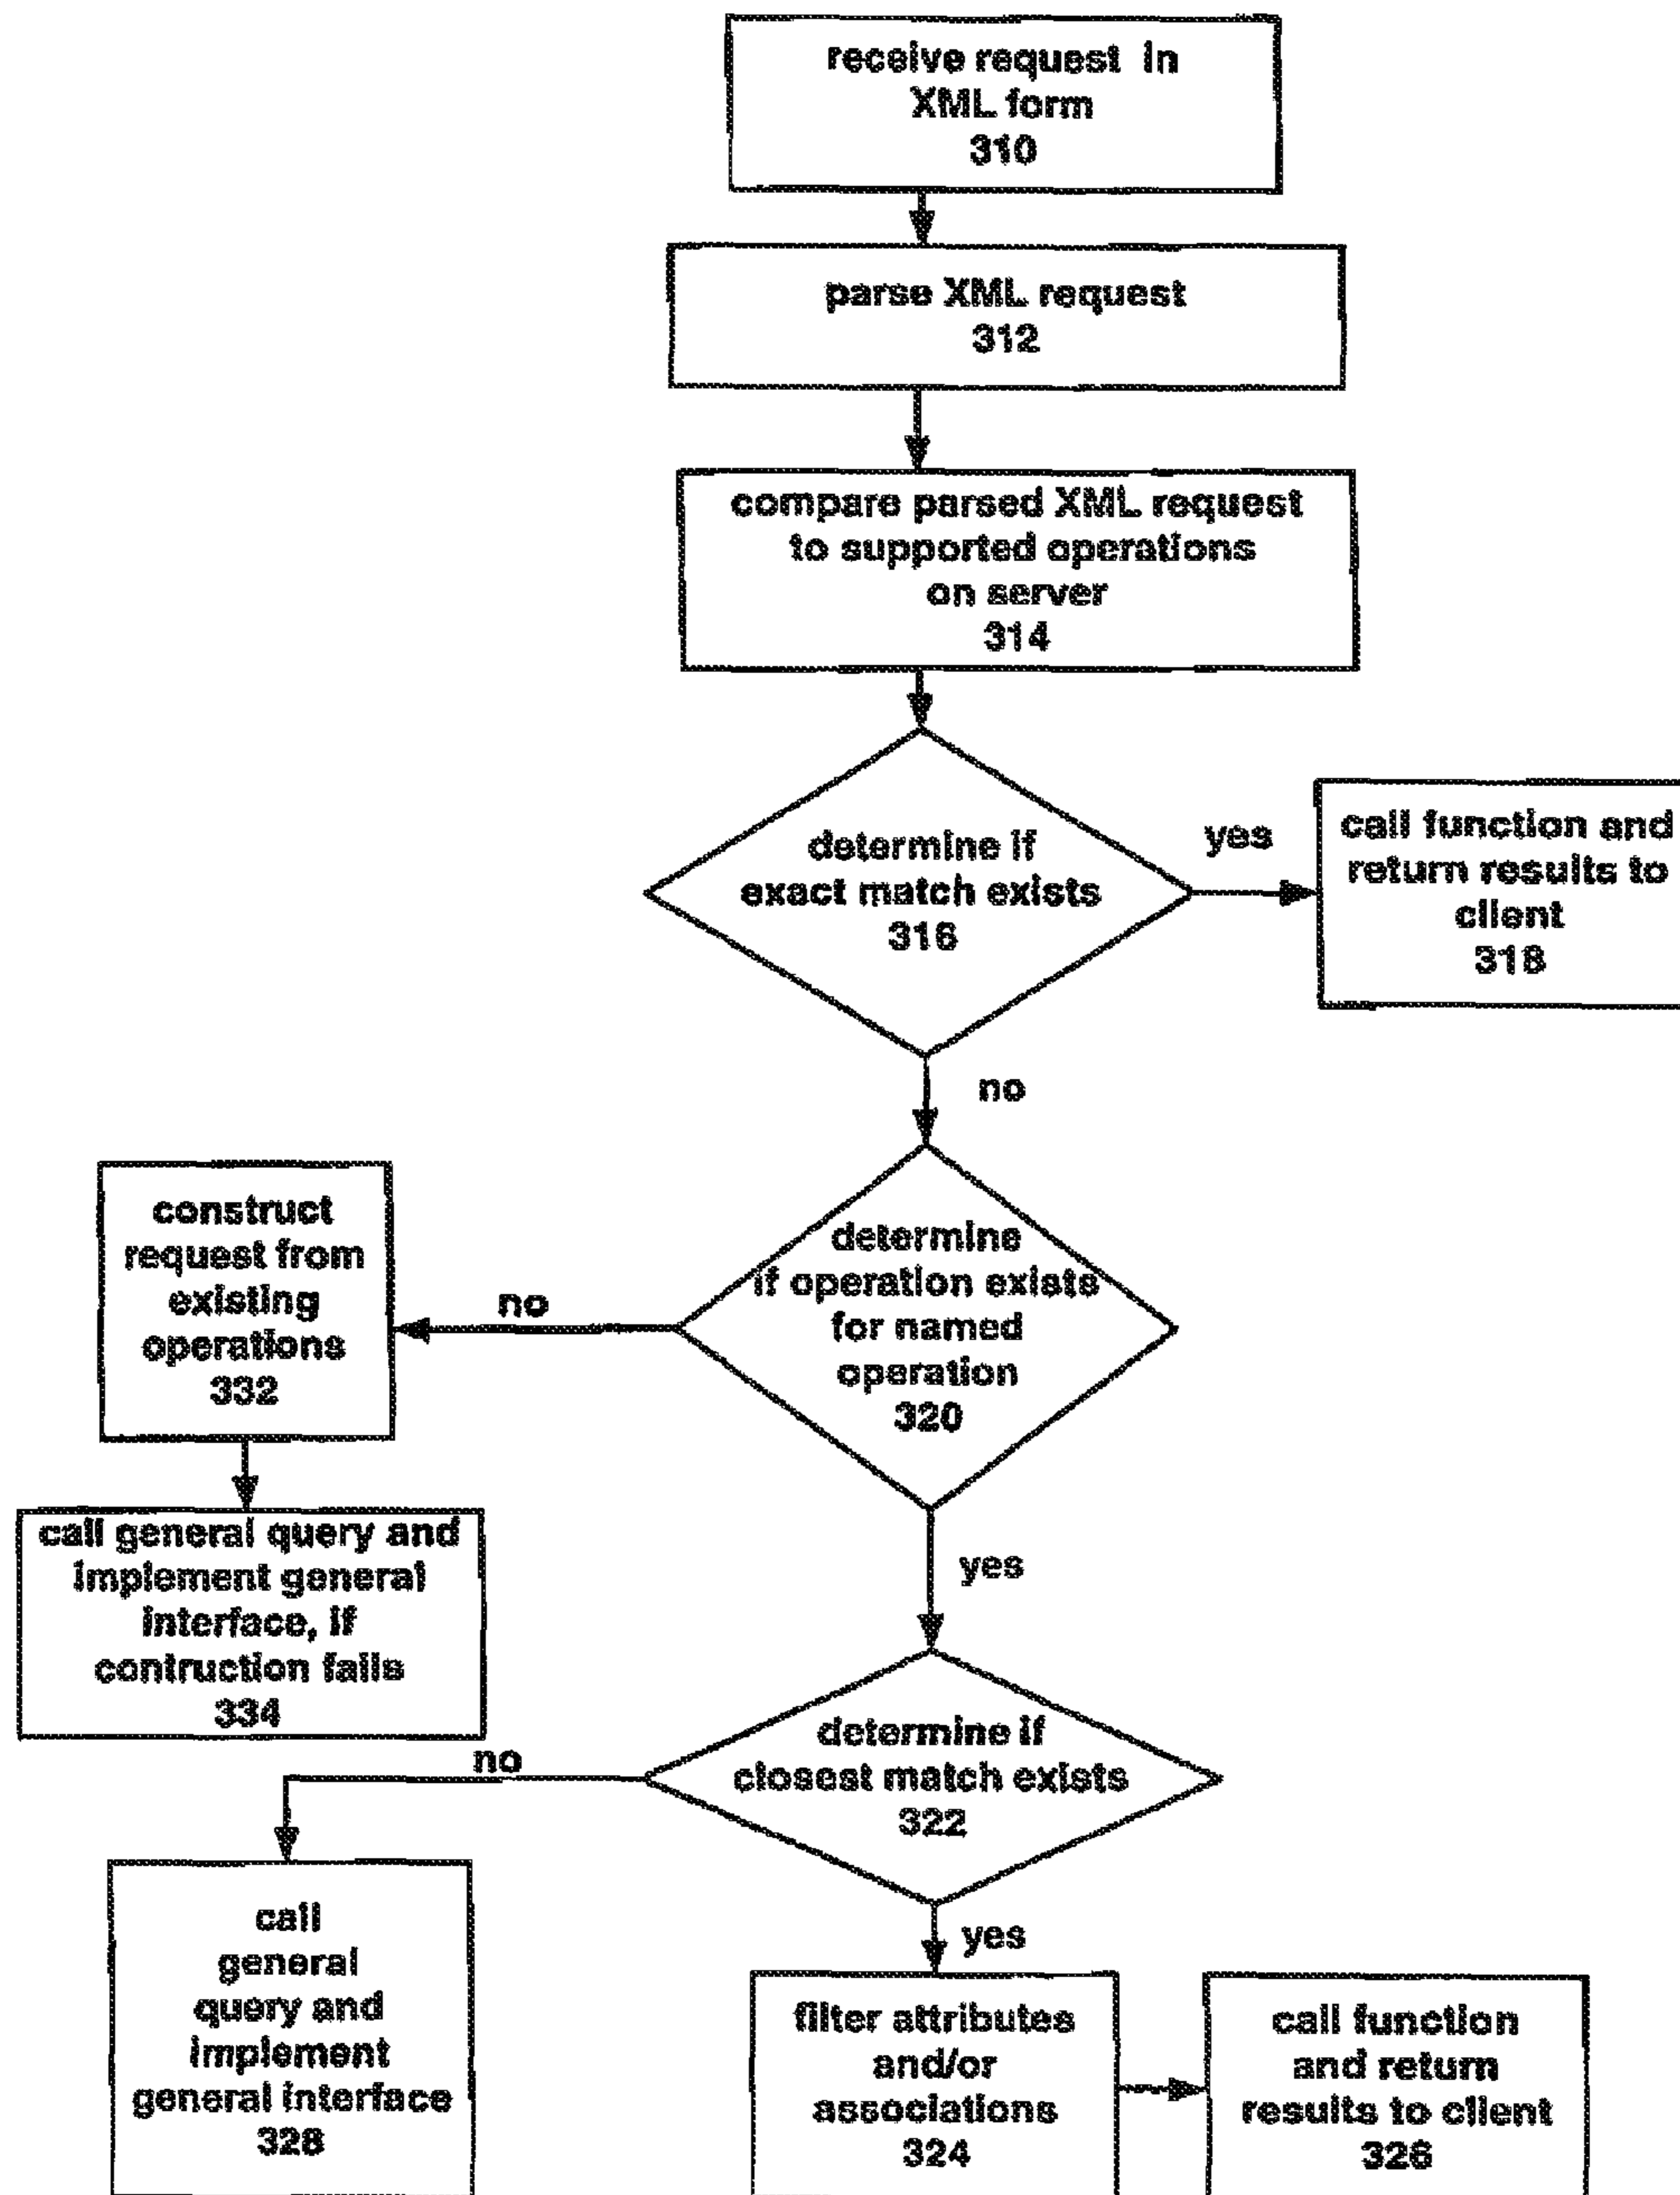 receive request in
XML form
310
parse XML request
312
compare parsed XML request
to supported operations
on server
314
determine if
exact match exists
316
yes
call function and
return results to
client
318
no
determine
if operation exists
for named
operation
320
no
construct
request from
existing
operations
332
call general query and
implement general
interface, if
contruction fails
334
yes
determine if
closest match exists
322
no
call
general
query and
implement
general interface
328
yes
filter attributes
and/or
associations
324
call function
and return
results to client
326